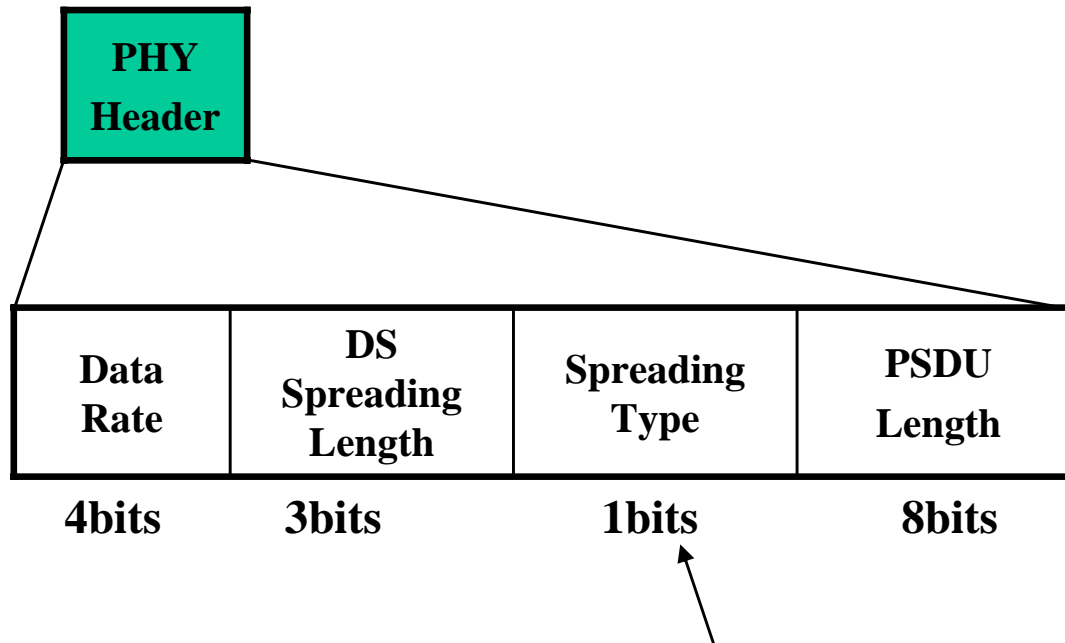 PHY
Header
Data
Rate
DS
Spreading
Length
Spreading
Type
PSDU
Length
4bits
3bits
1bits
8bits